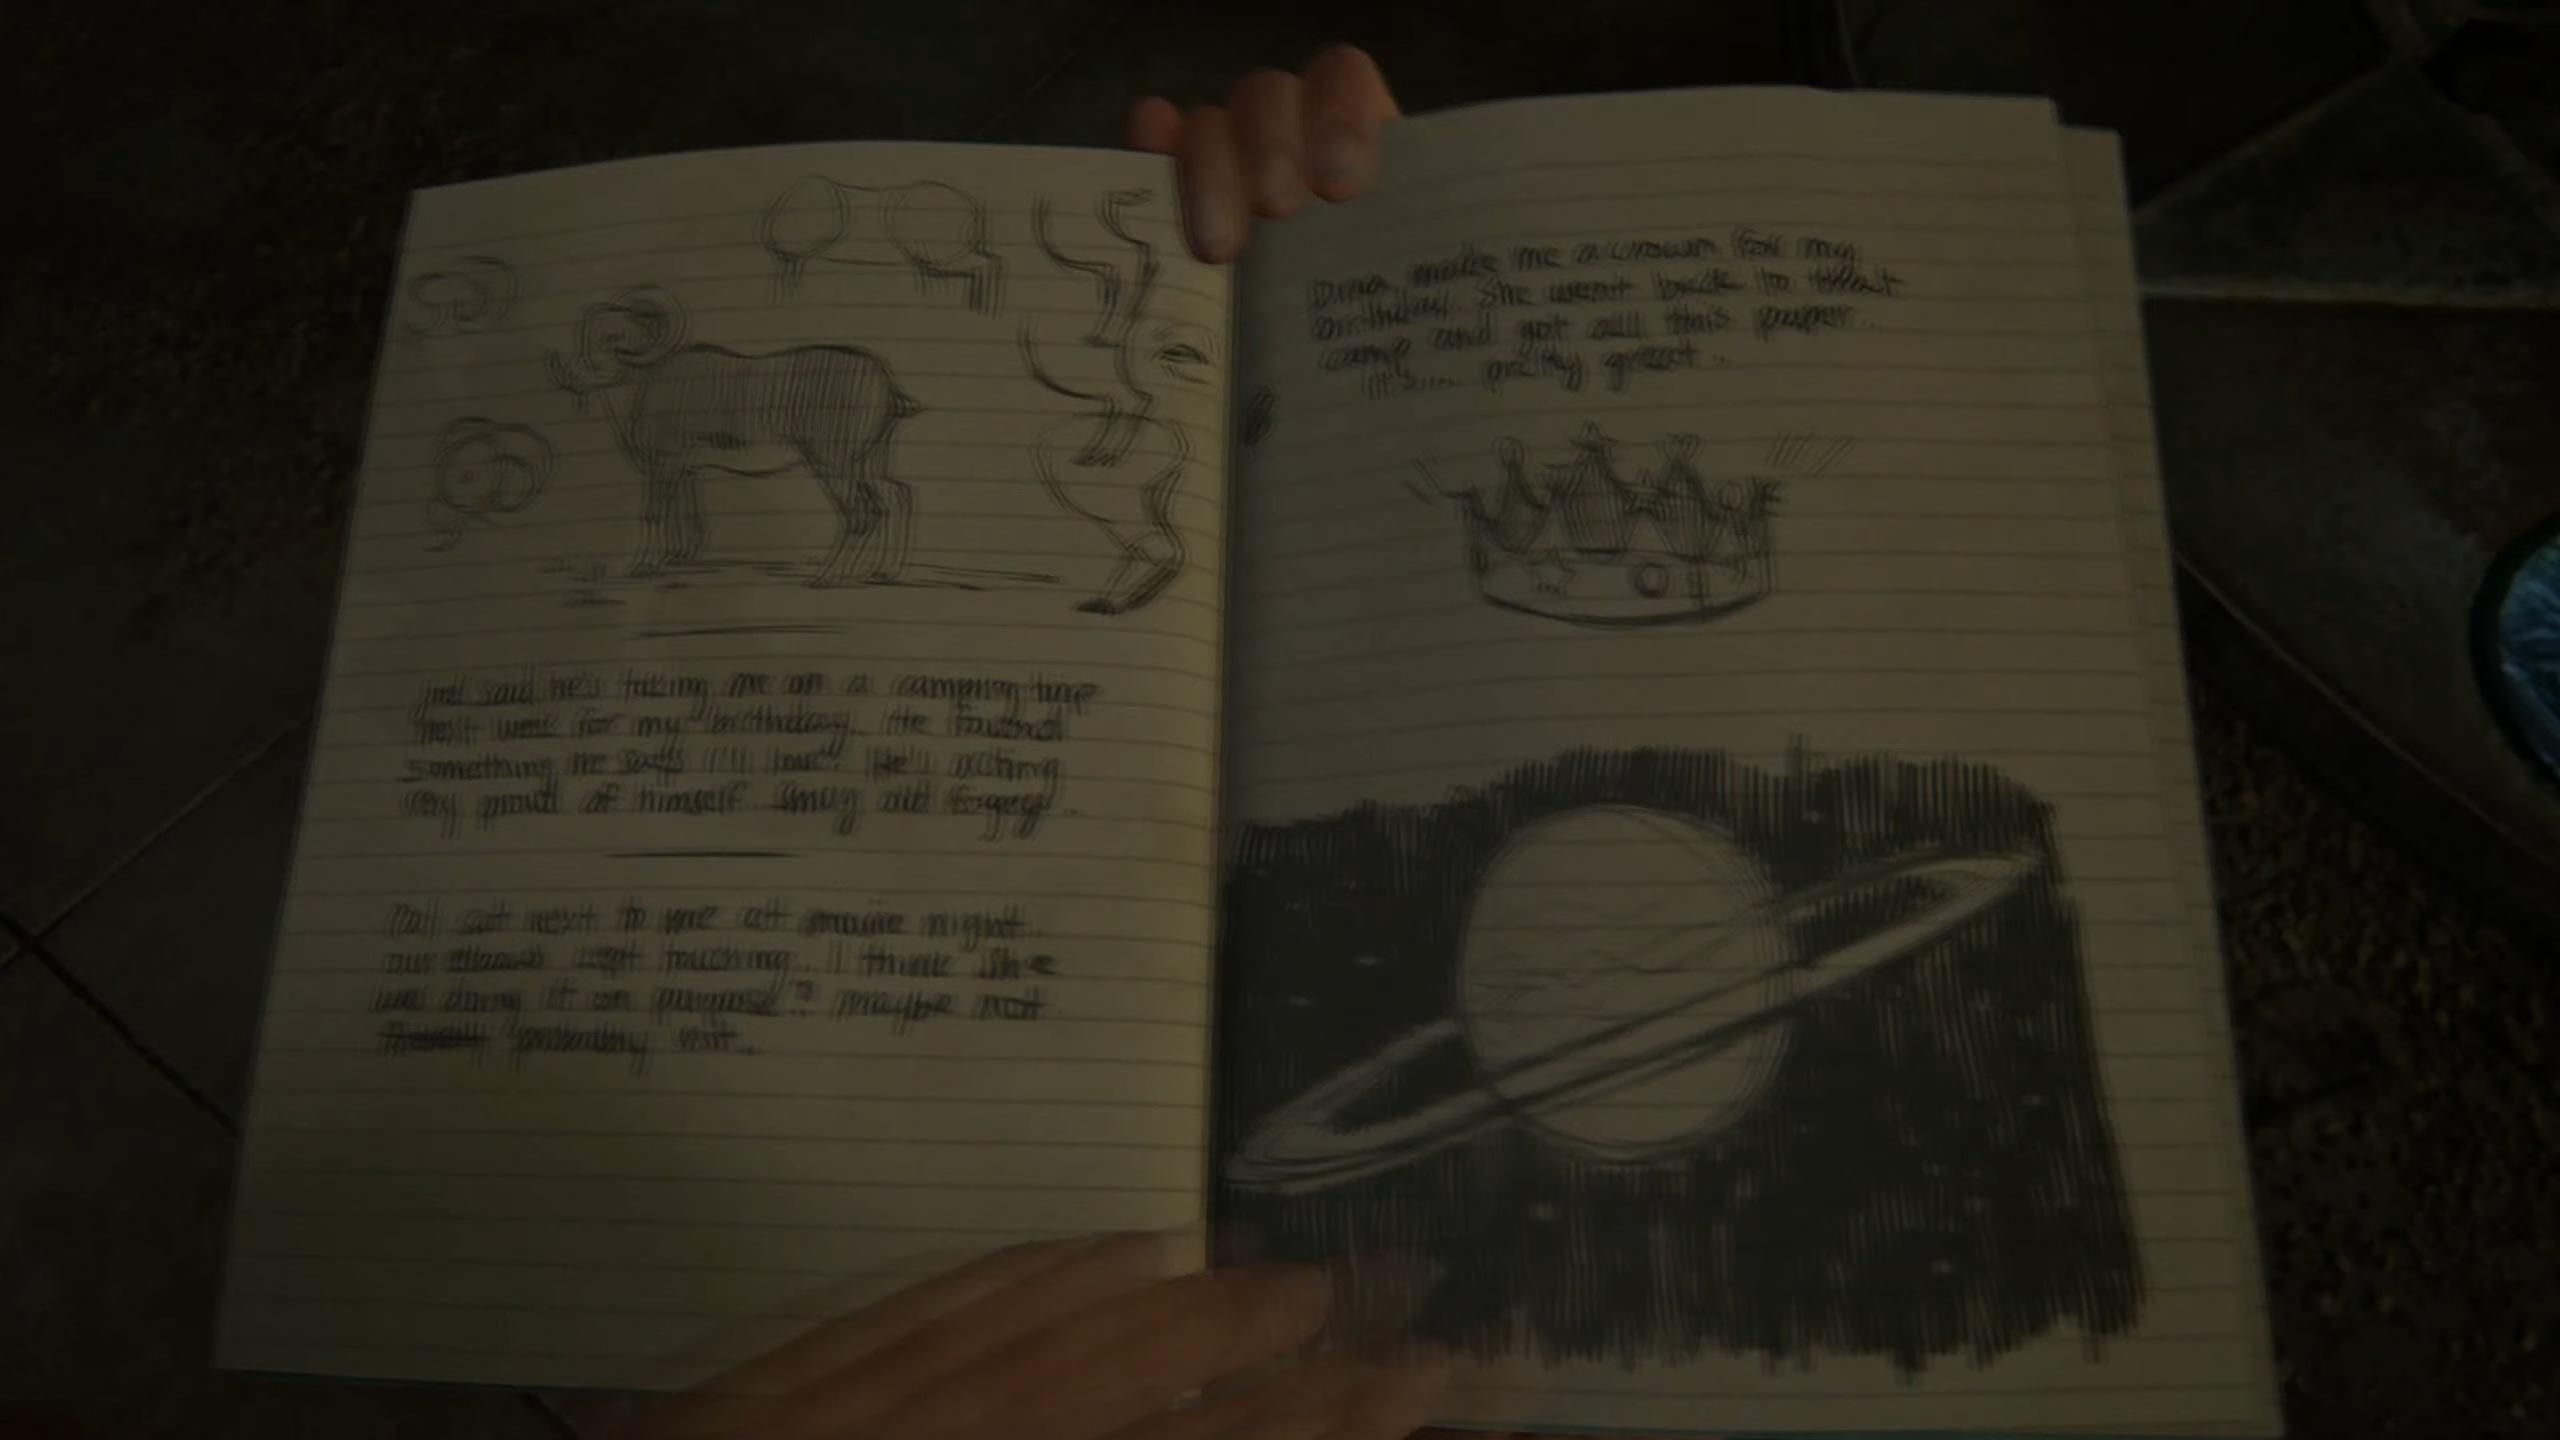 Joel said he's taking me on a camping trip
next week for my birthday. He found
something he says I'll love. He's acting
very proud of himself. Smug old fogey..
Cat sat next to me at movie night.
our elbows kept touching.. I think she
was doing it on purpose? maybe not
probably not..
Dina made me a crown for my
birthday. She went back to that
camp and got all this paper..
it's.... pretty great..